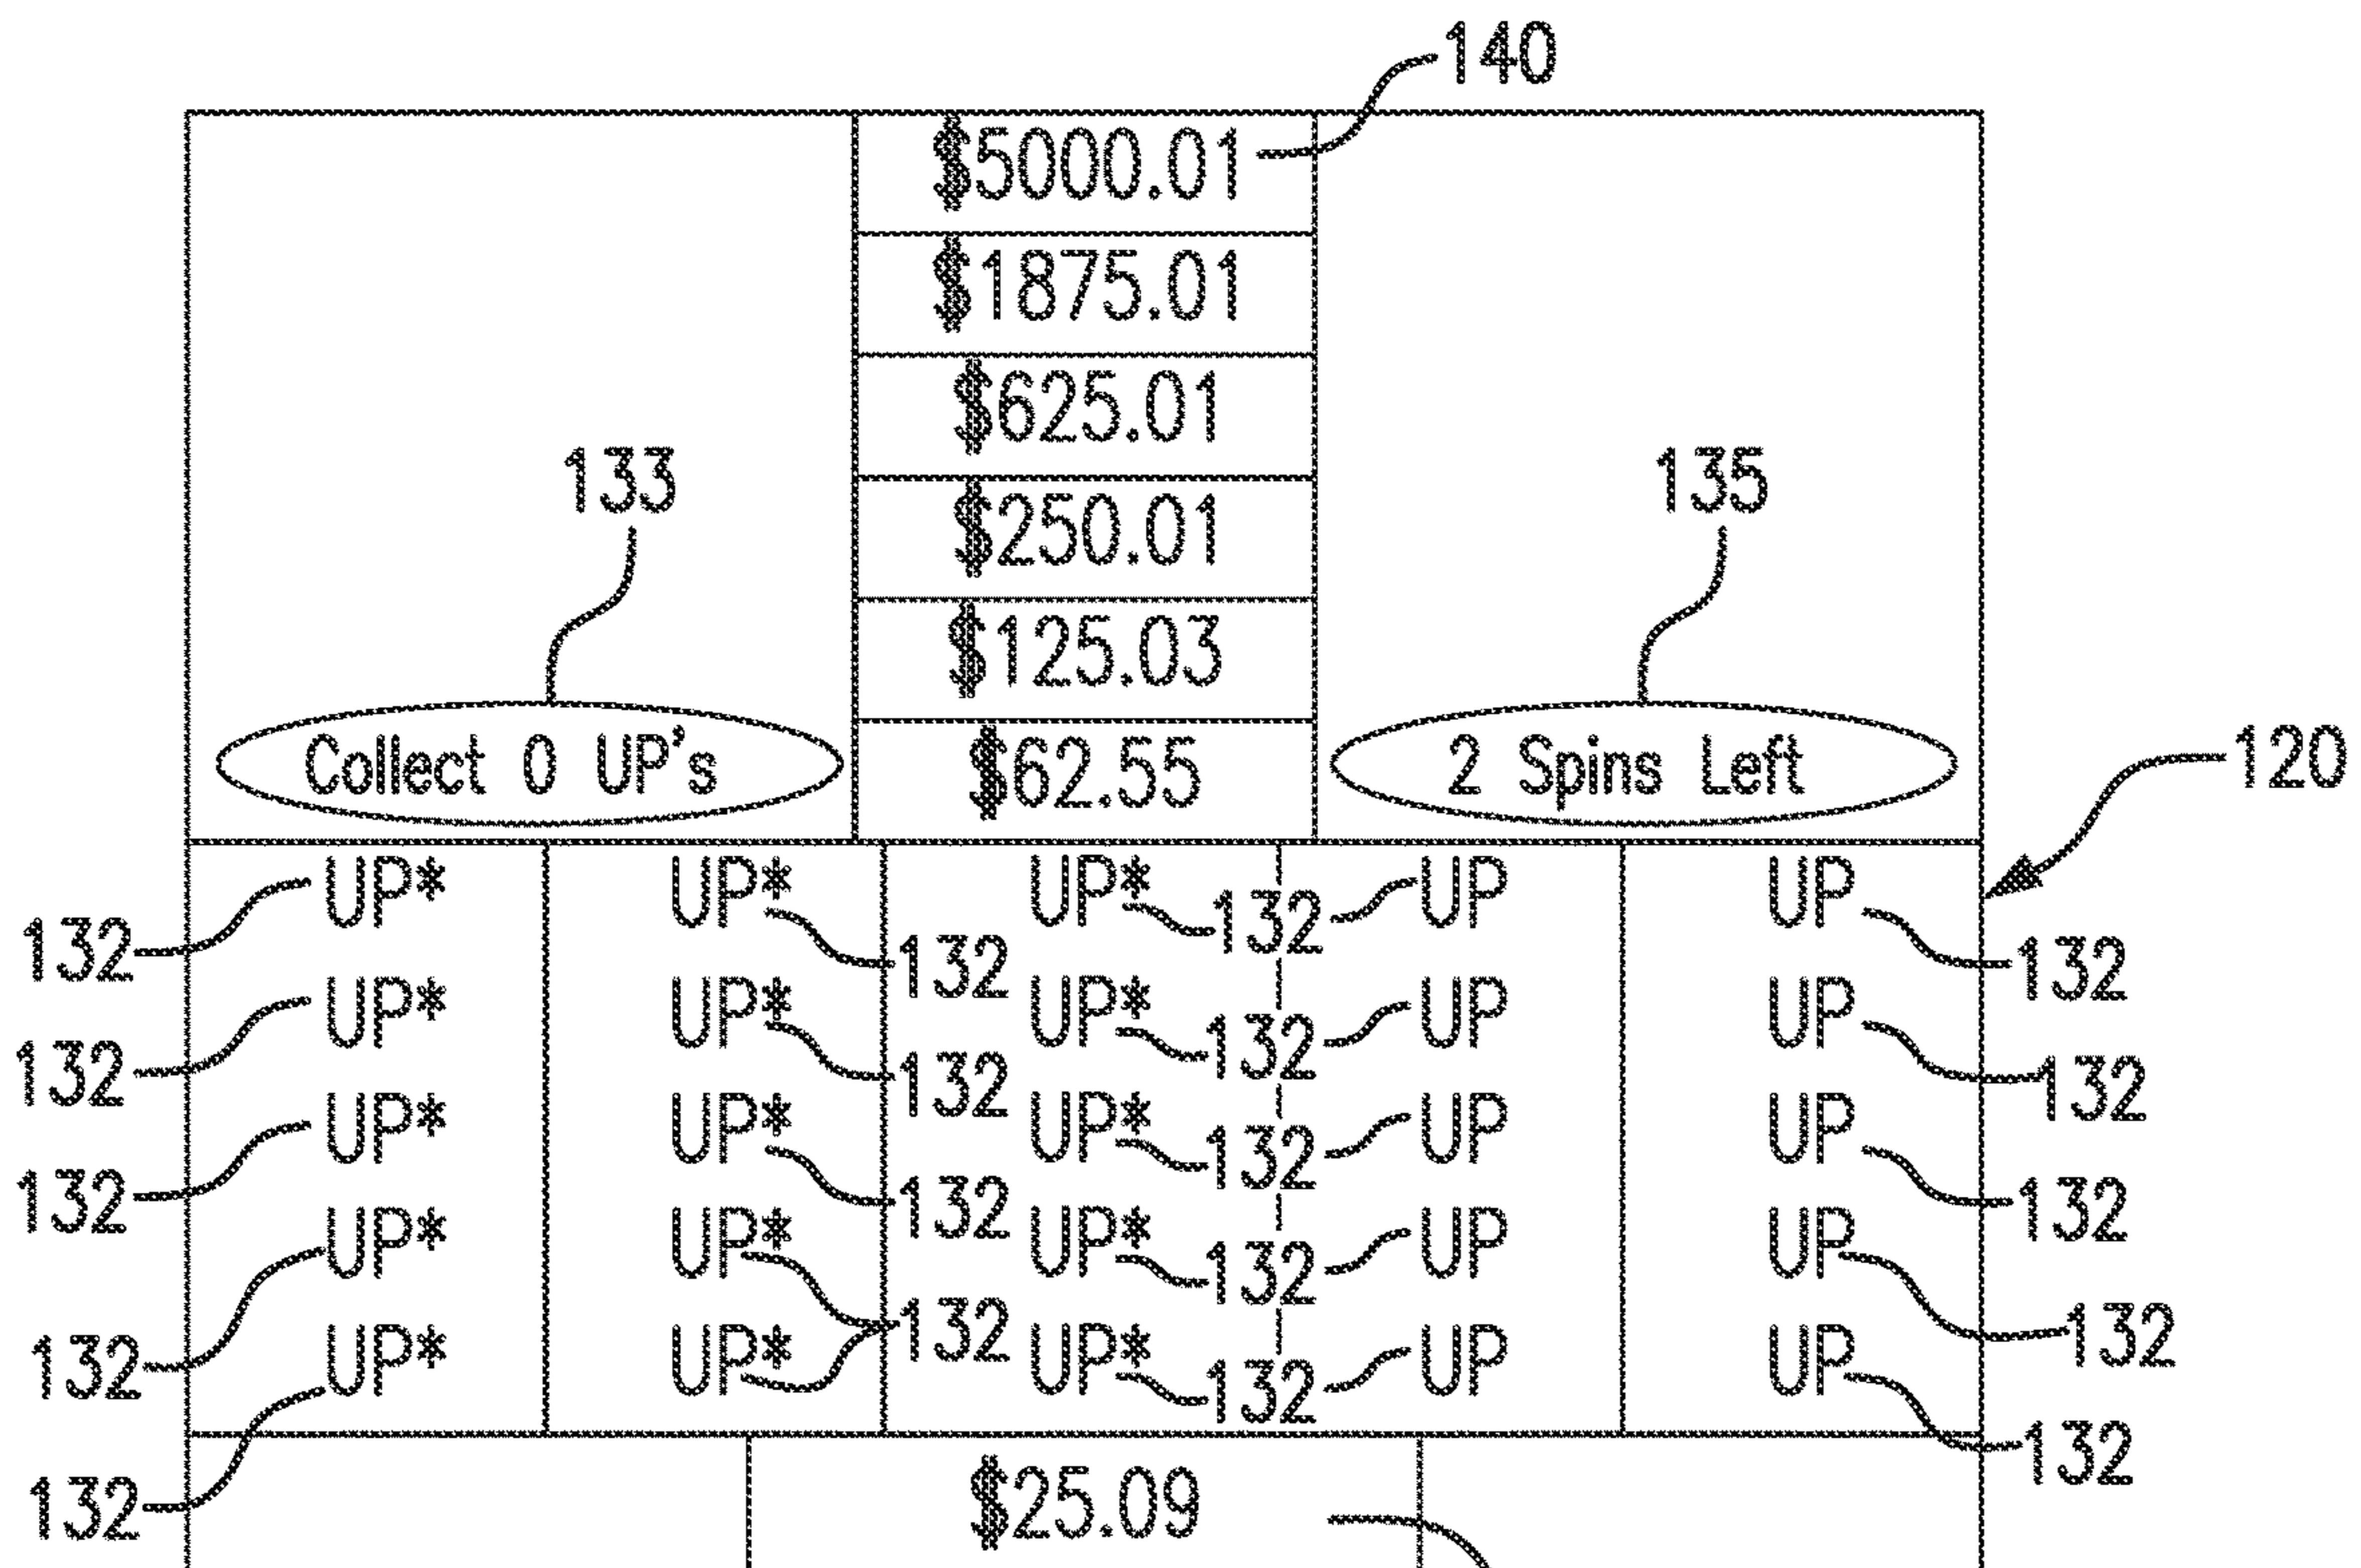 140
$5000.01
$1875.01
$625.01
133
135
$250.01
$125.03
Collect 0 UP's $62.55 2 Spins Left
120
UP* UP* UP* UP UP
132 132 132 132
UP* UP* UP* UP UP
132 132 132 132
UP* UP* UP* UP UP
132 132 132 132
UP* UP* UP* UP UP
132 132 132 132
UP* UP* UP* UP UP
132 132 132
$25.09